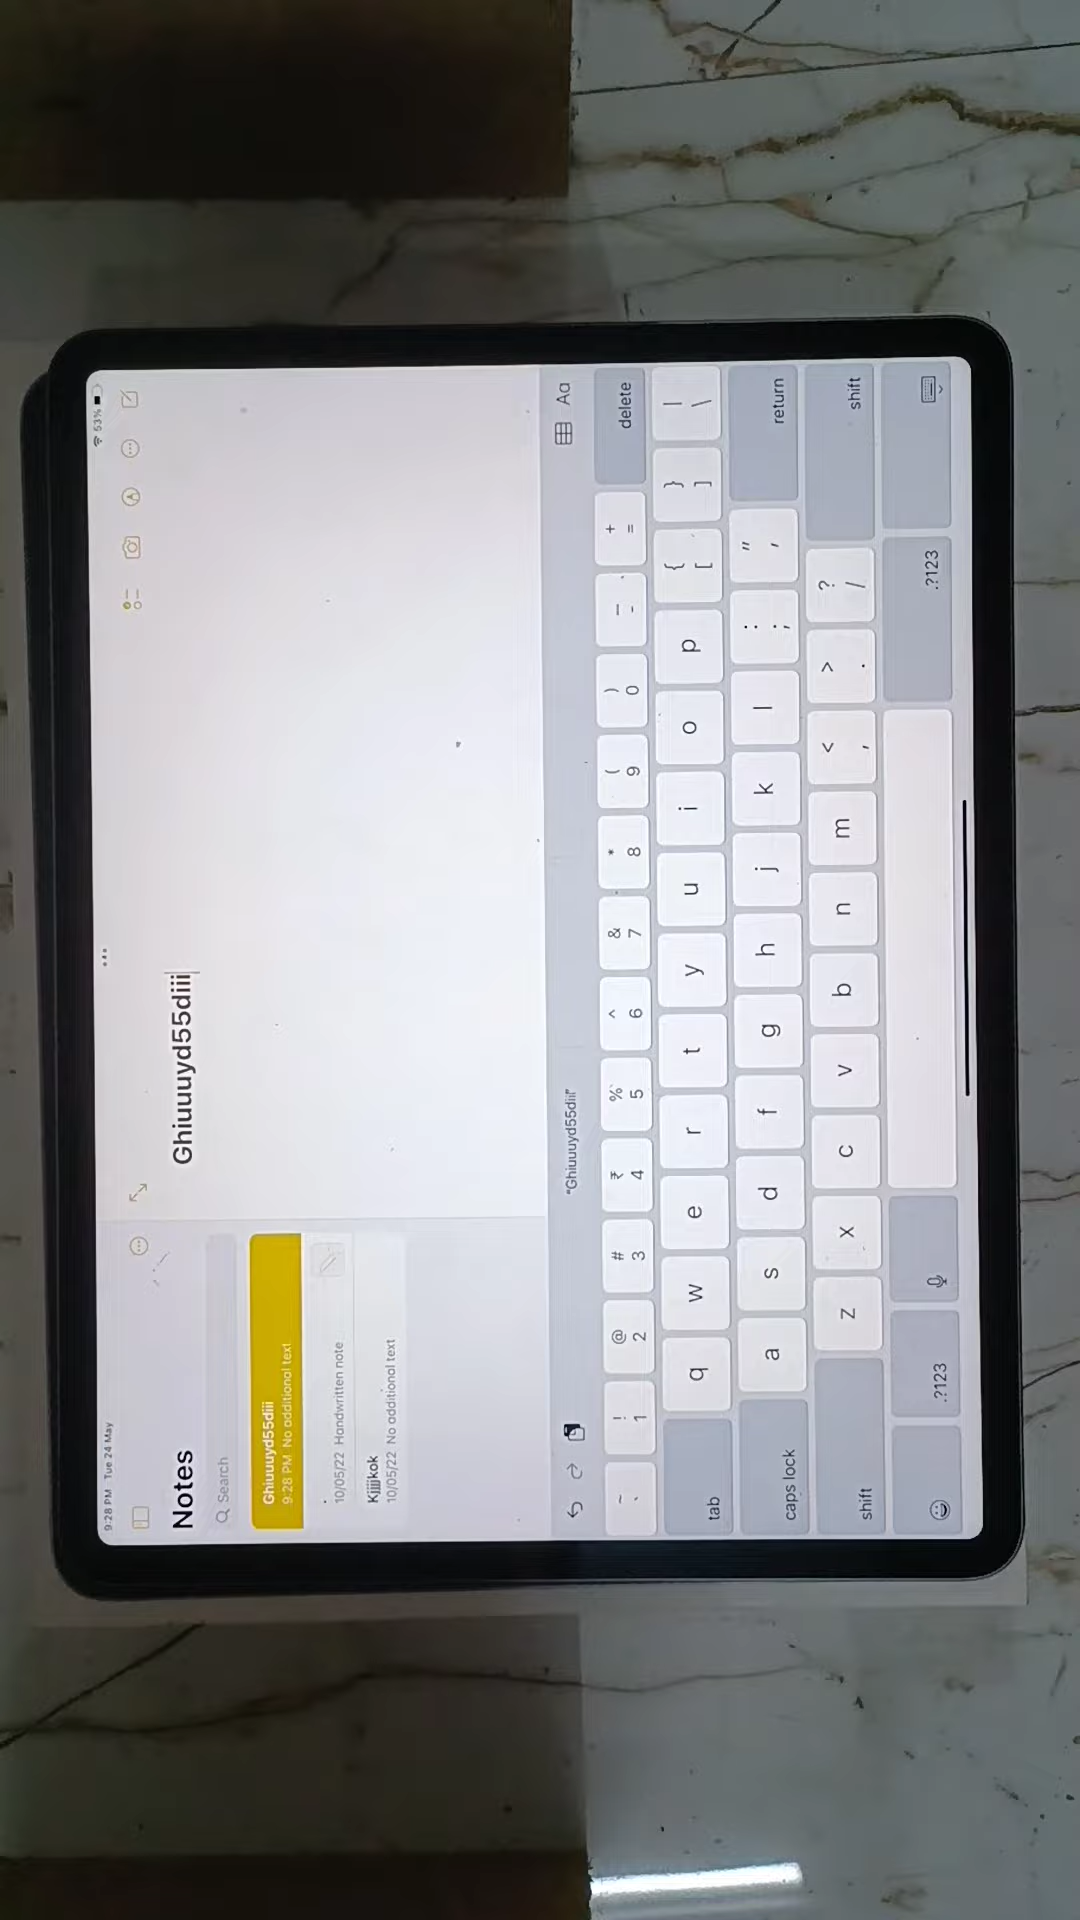 9:28 PM Tue 24 May
53%
Notes
Search
Ghiuuuyd55diii
9:28 PM No additional text
10/05/22 Handwritten note
Kjjjjkok
10/05/22 No additional text
Ghiuuuyd55diii
"Ghiuuuyd55diii"
Aa
~ ` ! 1 @ 2 # 3 ₹ 4 % 5 ^ 6 & 7 * 8 ( 9 ) 0 — - + = delete
tab q w e r t y u i o p { [ } ] | \
caps lock a s d f g h j k l : ; " ' return
shift z x c v b n m < , > . ? / shift
.?123 .?123